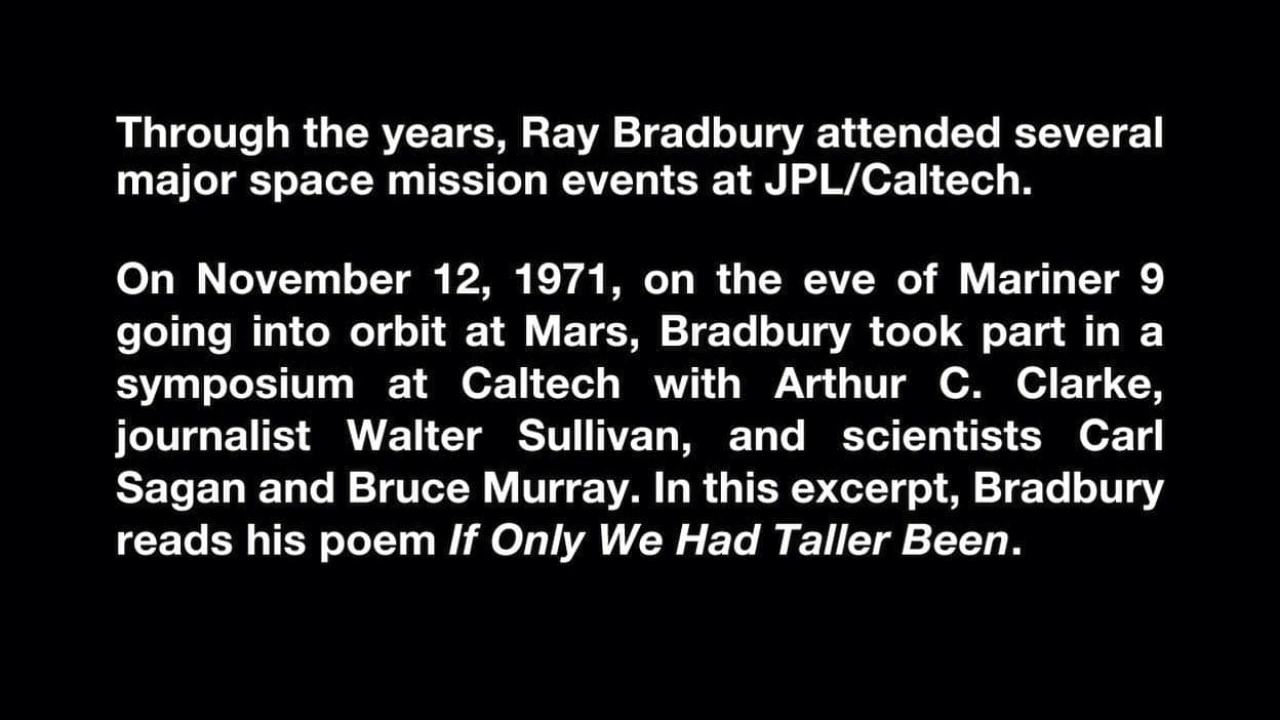 Through the years, Ray Bradbury attended several
major space mission events at JPL/Caltech.
On November 12, 1971, on the eve of Mariner 9
going into orbit at Mars, Bradbury took part in a
symposium at Caltech with Arthur C. Clarke,
journalist Walter Sullivan, and scientists Carl
Sagan and Bruce Murray. In this excerpt, Bradbury
reads his poem If Only We Had Taller Been.